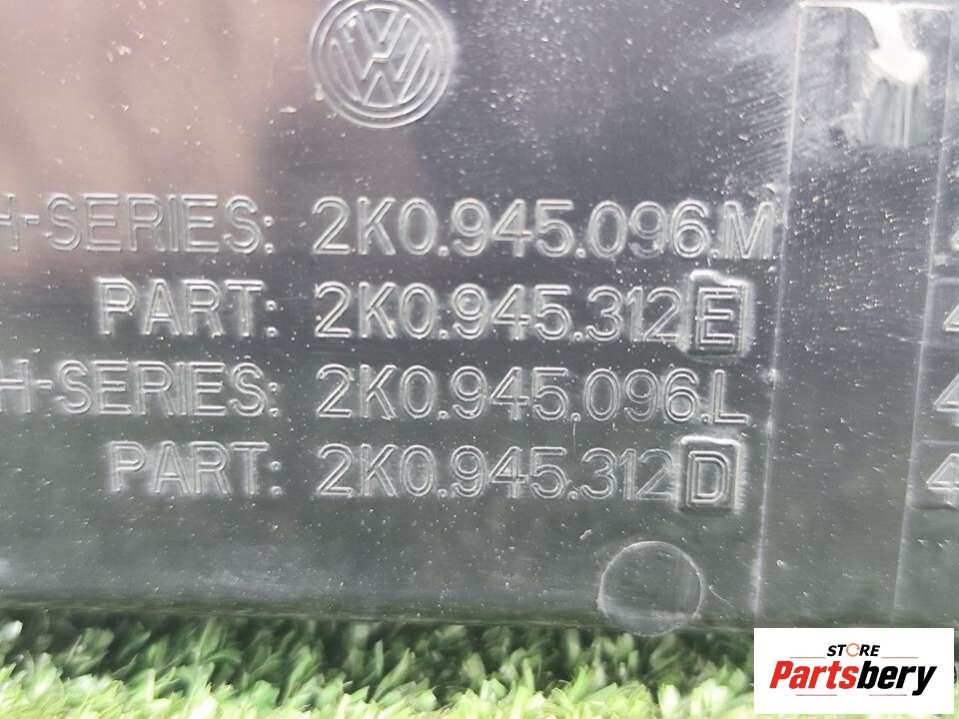 H-SERIES: 2K0.945.096.M
PART: 2K0.945.312 E
H-SERIES: 2K0.945.096.L
PART: 2K0.945.312 D
STORE
Partsbery